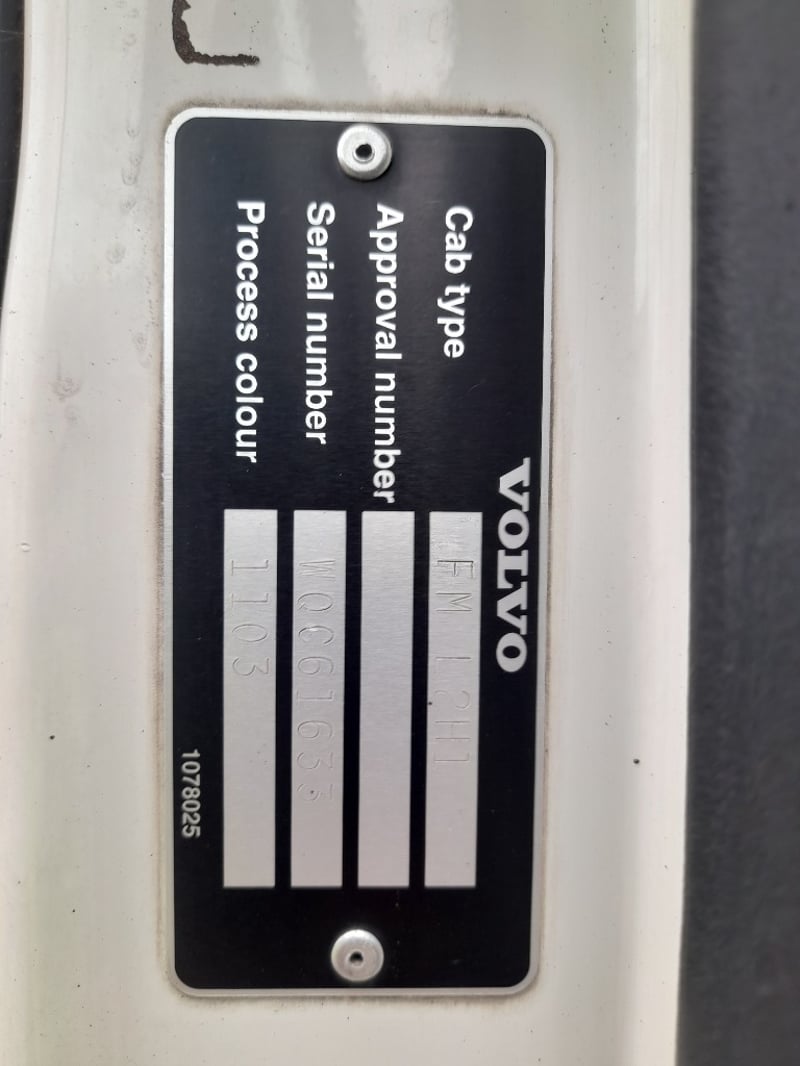 VOLVO
Cab type FM L2H1
Approval number
Serial number WQC61633
Process colour 1103
1078025